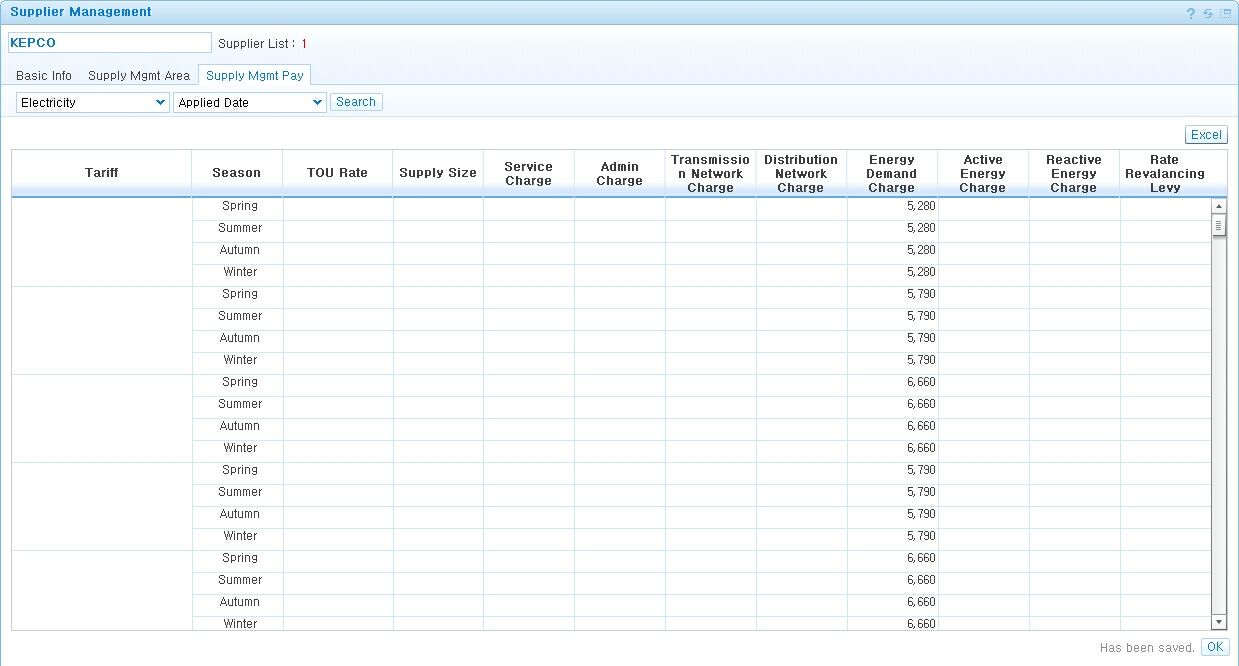 Supplier Management
?
KEPCO Supplier List : 1
Basic Info Supply Mgmt Area Supply Mgmt Pay
Electricity Applied Date Search
Excel
Tariff Season TOU Rate Supply Size Service Charge Admin Charge Transmissio n Network Charge Distribution Network Charge Energy Demand Charge Active Energy Charge Reactive Energy Charge Rate Revalancing Levy
Spring 5,280
Summer 5,280
Autumn 5,280
Winter 5,280
Spring 5,790
Summer 5,790
Autumn 5,790
Winter 5,790
Spring 6,660
Summer 6,660
Autumn 6,660
Winter 6,660
Spring 5,790
Summer 5,790
Autumn 5,790
Winter 5,790
Spring 6,660
Summer 6,660
Autumn 6,660
Winter 6,660
Has been saved. OK